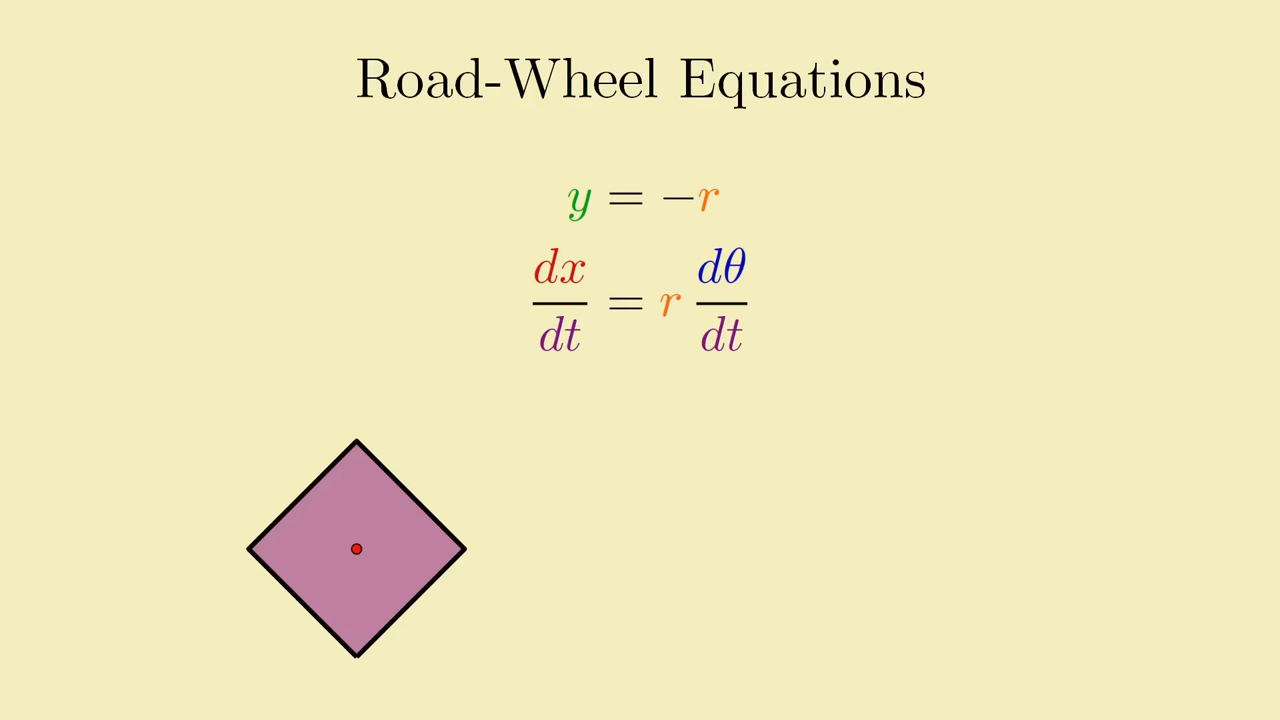 Road-Wheel Equations
y = −r
dx/dt = r dθ/dt